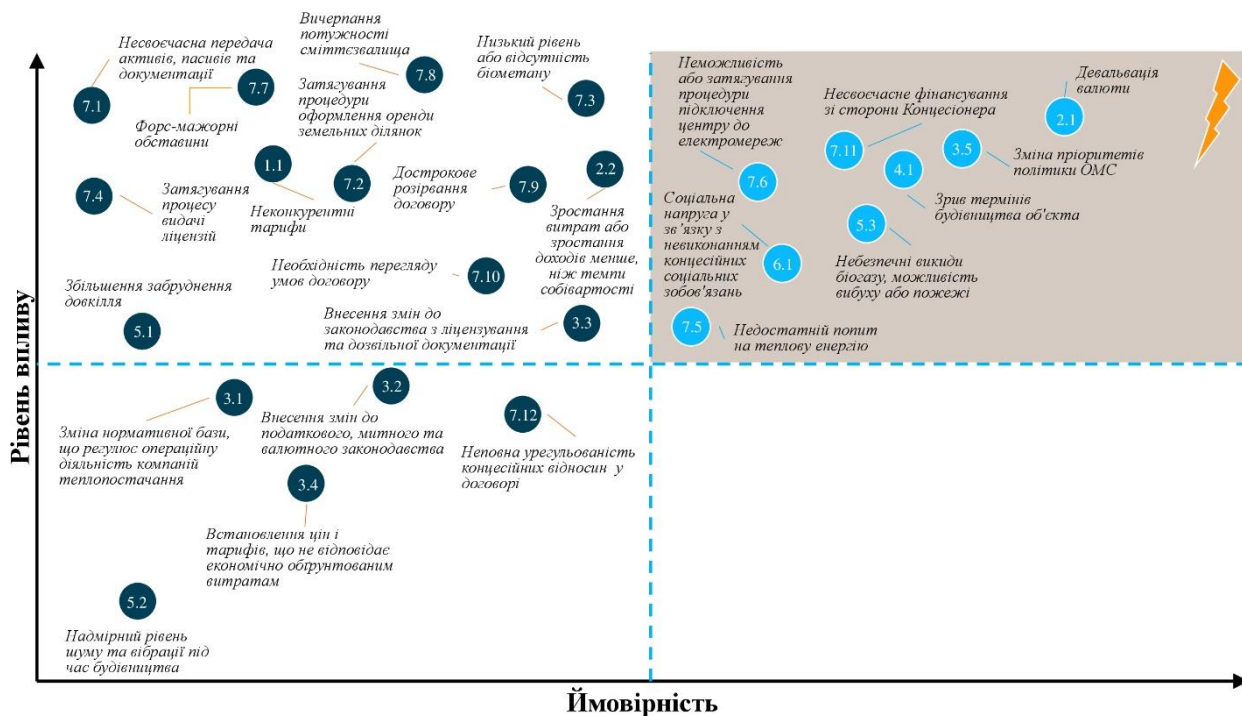 Рівень впливу
Несвоєчасна передача
активів, пасивів та
документації
7.1
7.7
Форс-мажорні
обставини
Вичерпання
потужності
сміттєзвалища
7.8
Затягування
процедури
оформлення оренди
земельних ділянок
Низький рівень
або відсутність
біометану
7.3
1.1
7.2
7.4
Затягування
процесу
видачі
ліцензій
Неконкурентні
тарифи
Дострокове
розірвання
договору
7.9
2.2
Зростання
витрат або
зростання
доходів менше,
ніж темпи
собівартості
Необхідність перегляду
умов договору
7.10
Збільшення забруднення
довкілля
5.1
Внесення змін до
законодавства з ліцензування
та дозвільної документації
3.3
Неможливість
або затягування
процедури
підключення
центру до
електромереж
7.6
Несвоєчасне фінансування
зі сторони Концесіонера
7.11
Девальвація
валюти
2.1
3.5
Зміна пріоритетів
політики ОМС
4.1
Зрив термінів
будівництва об'єкта
Соціальна
напруга у
зв’язку з
невиконанням
концесійних
соціальних
зобов'язань
6.1
5.3
Небезпечні викиди
біогазу, можливість
вибуху або пожежі
7.5
Недостатній попит
на теплову енергію
3.1
Зміна нормативної бази,
що регулює операційну
діяльність компаній
теплопостачання
3.2
Внесення змін до
податкового, митного та
валютного законодавства
7.12
Неповна урегульованість
концесійних відносин у
договорі
3.4
Встановлення цін і
тарифів, що не відповідає
економічно обґрунтованим
витратам
5.2
Надмірний рівень
шуму та вібрації під
час будівництва
Ймовірність